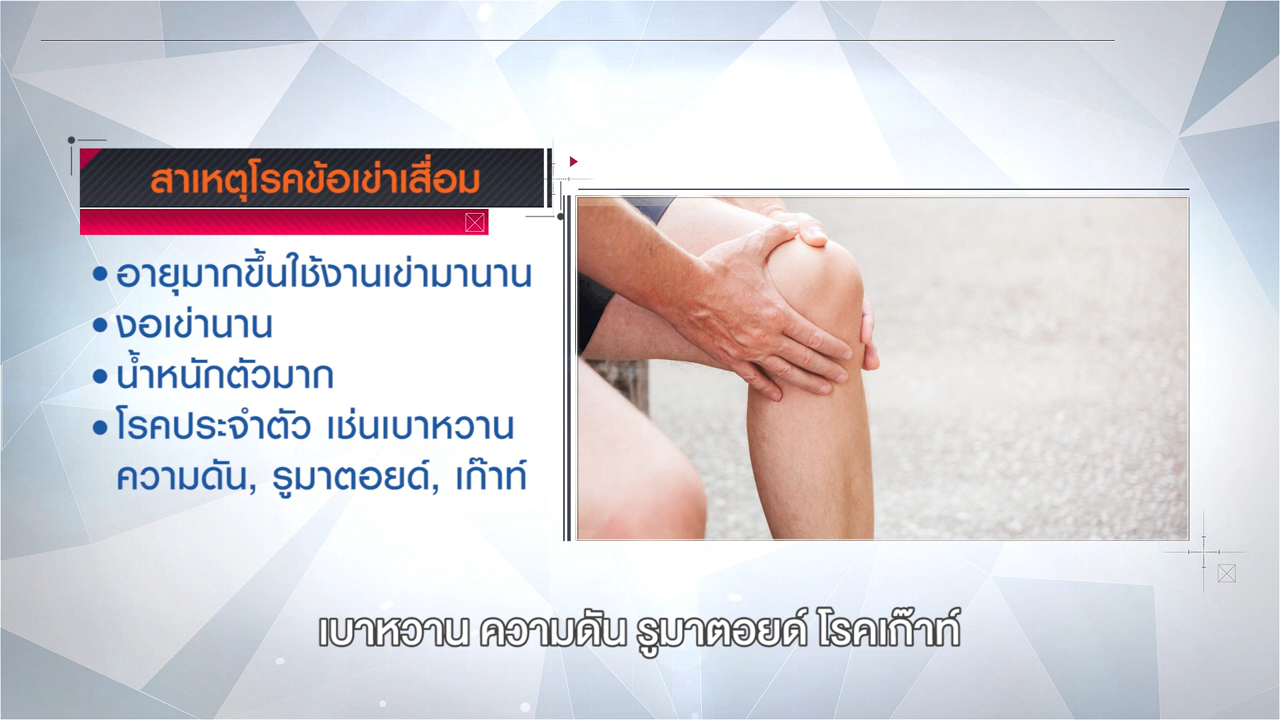 สาเหตุโรคข้อเข่าเสื่อม
• อายุมากขึ้นใช้งานเข่ามานาน
• งอเข่านาน
• น้ำหนักตัวมาก
• โรคประจำตัว เช่นเบาหวาน
ความดัน, รูมาตอยด์, เก๊าท์
เบาหวาน ความดัน รูมาตอยด์ โรคเก๊าท์